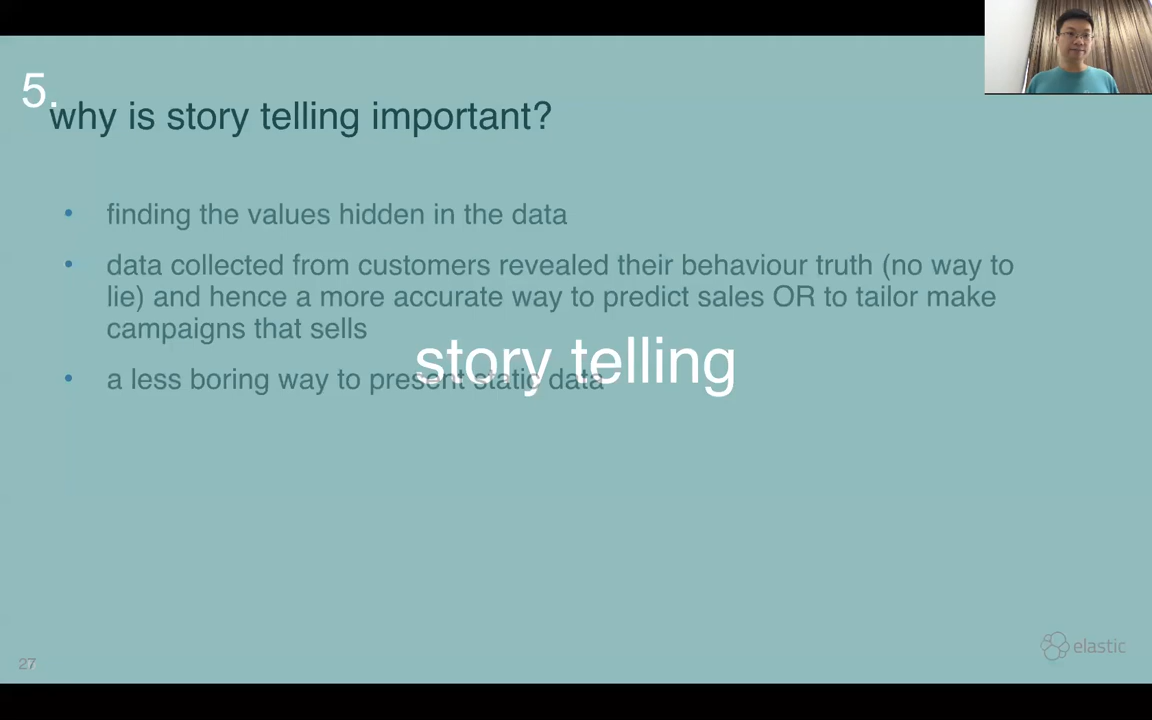 5.
why is story telling important?
• finding the values hidden in the data
• data collected from customers revealed their behaviour truth (no way to
lie) and hence a more accurate way to predict sales OR to tailor make
campaigns that sells
story telling
• a less boring way to present static data
elastic
27